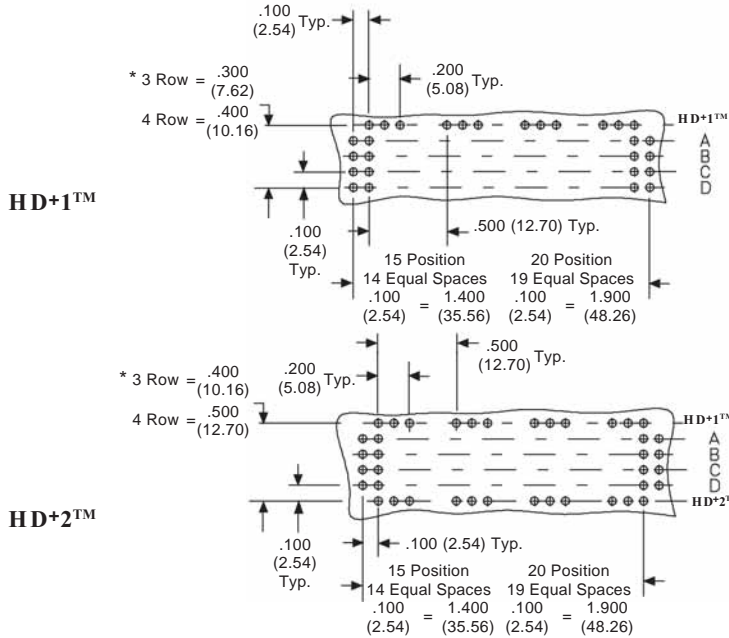 .100
(2.54) Typ.
* 3 Row = .300
(7.62)
.200
(5.08) Typ.
4 Row = .400
(10.16)
HD+1™
A
B
C
D
HD+1™
.100
(2.54)
Typ.
.500 (12.70) Typ.
15 Position
14 Equal Spaces
.100 = 1.400
(2.54) (35.56)
20 Position
19 Equal Spaces
.100 = 1.900
(2.54) (48.26)
* 3 Row = .400
(10.16)
.200
(5.08) Typ.
.500
(12.70) Typ.
4 Row = .500
(12.70)
HD+1™
A
B
C
D
HD+2T
HD+2™
.100
(2.54)
Typ.
.100 (2.54) Typ.
15 Position
14 Equal Spaces
.100 = 1.400
(2.54) (35.56)
20 Position
19 Equal Spaces
.100 = 1.900
(2.54) (48.26)